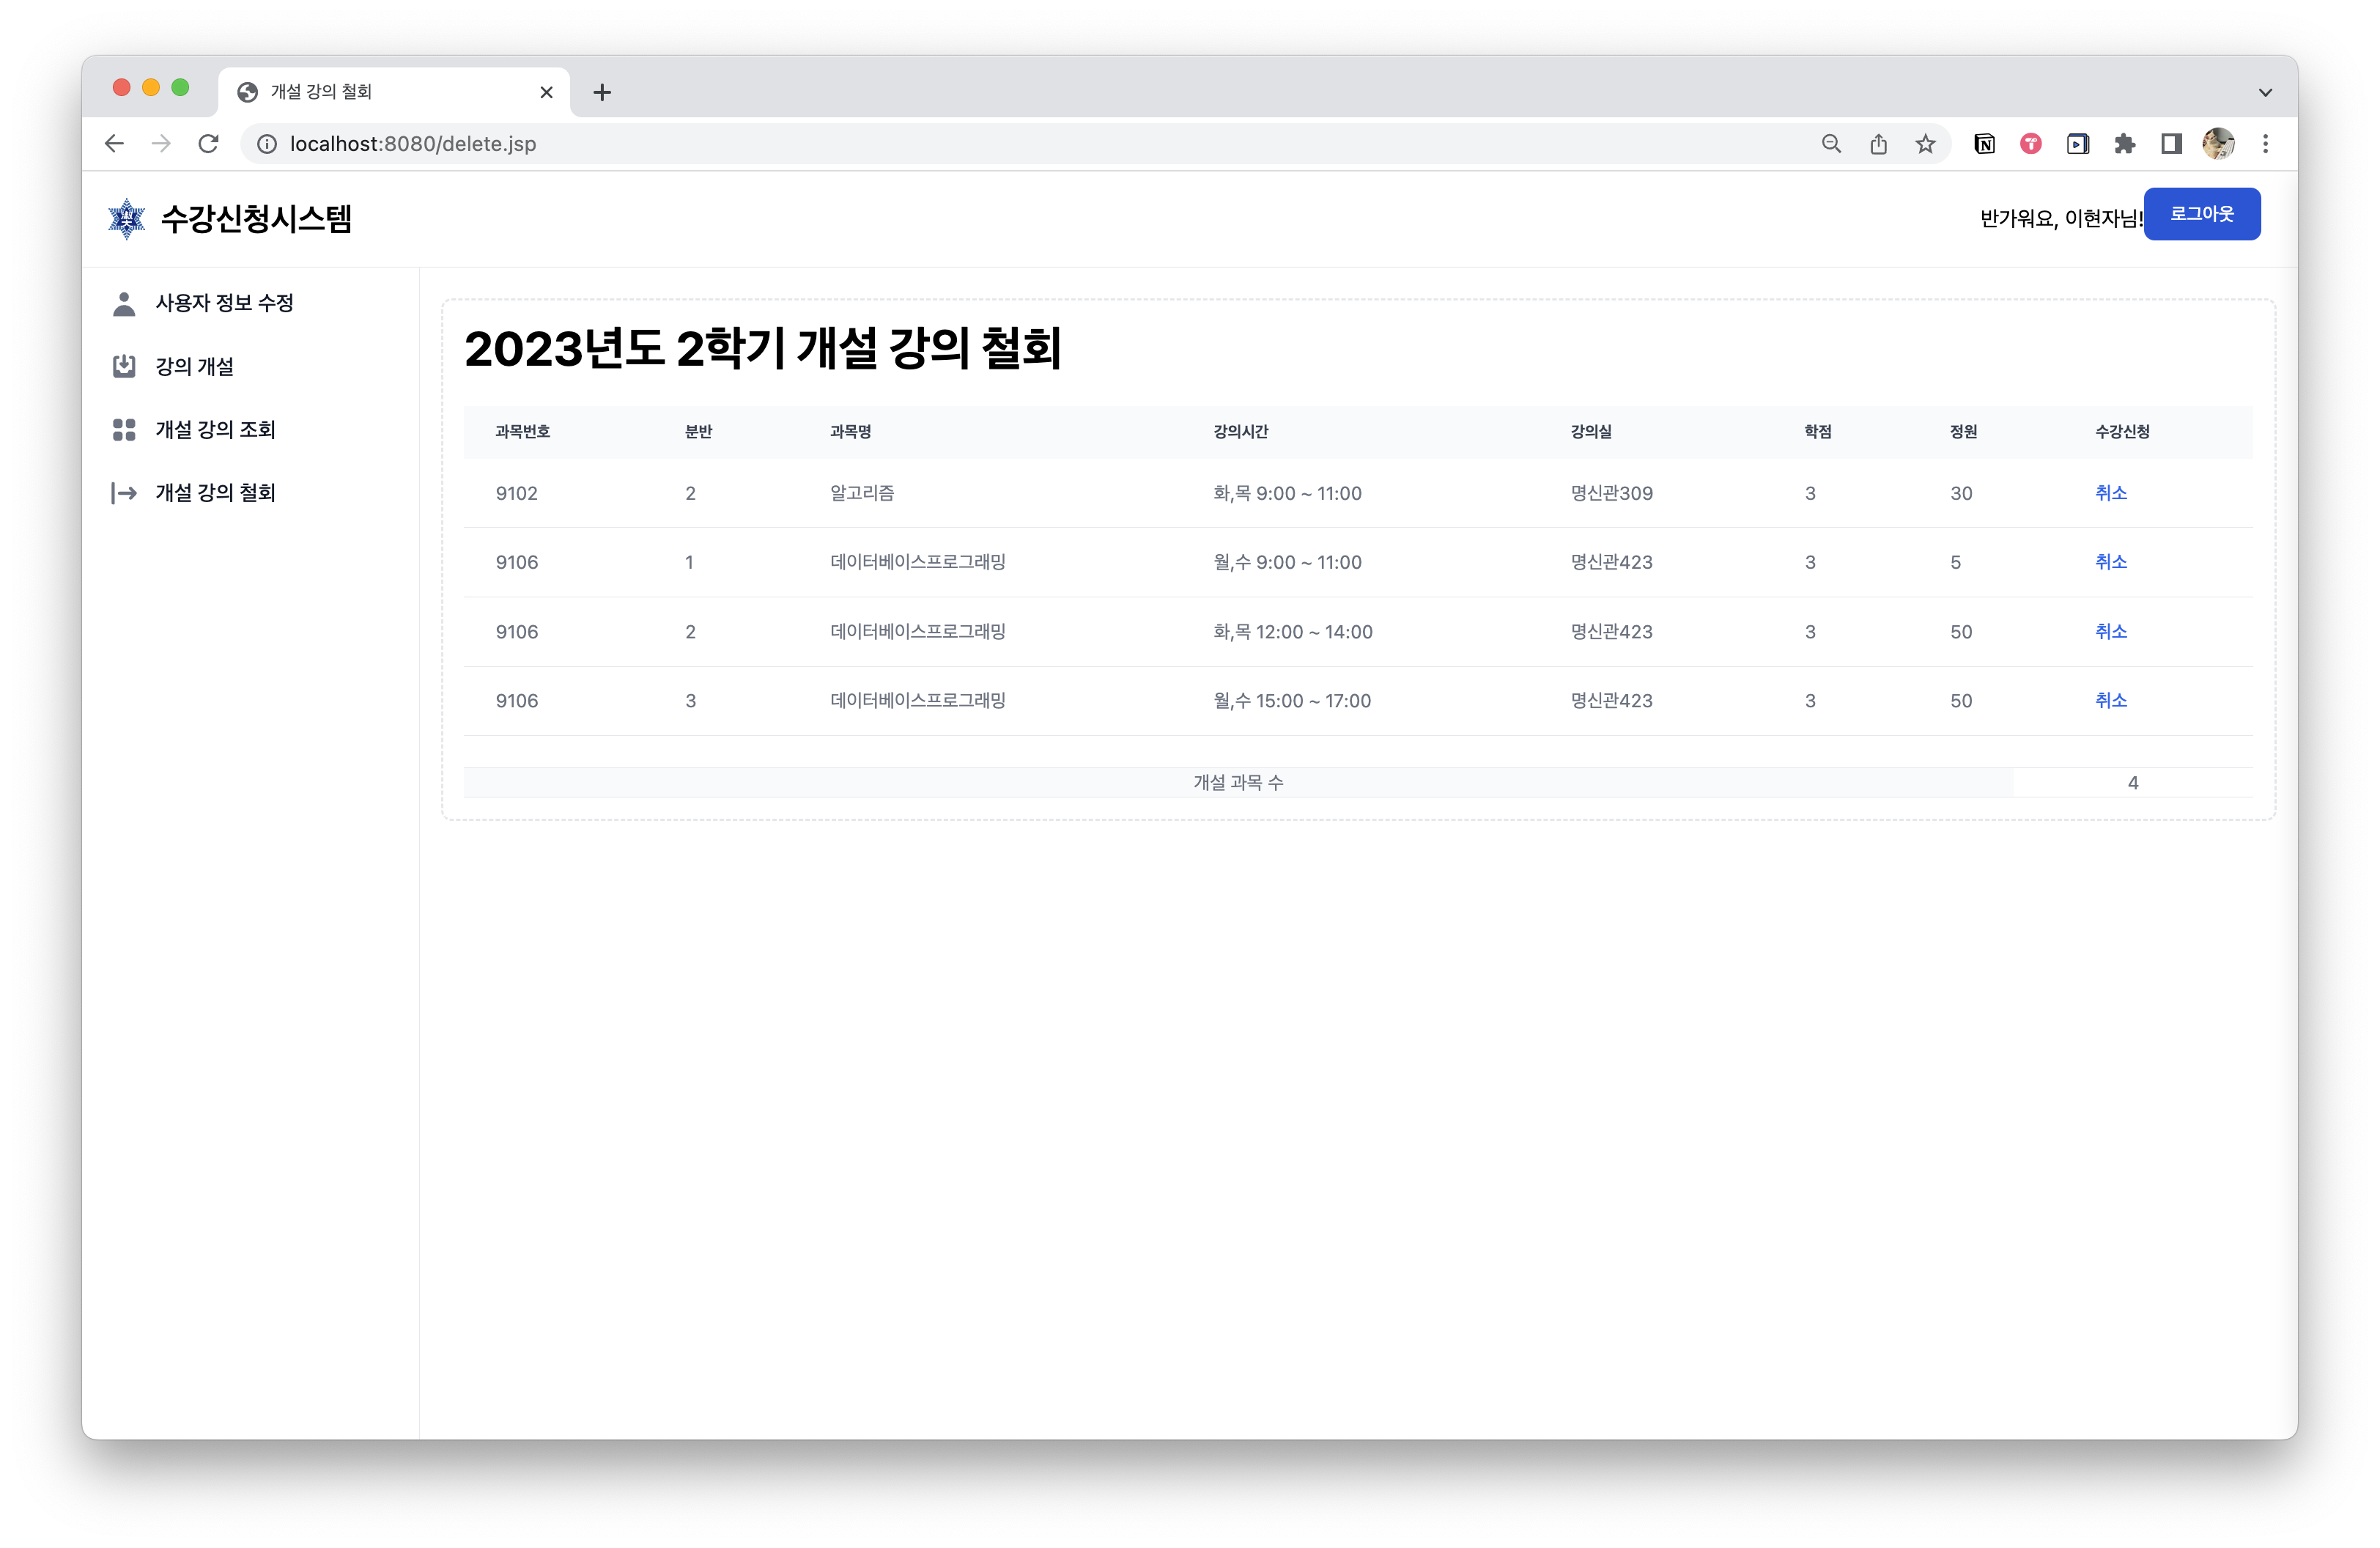 개설 강의 철회
localhost:8080/delete.jsp
수강신청시스템
반가워요, 이현자님!
로그아웃
사용자 정보 수정
강의 개설
개설 강의 조회
개설 강의 철회
2023년도 2학기 개설 강의 철회
과목번호 분반 과목명 강의시간 강의실 학점 정원 수강신청
9102 2 알고리즘 화,목 9:00 ~ 11:00 명신관309 3 30 취소
9106 1 데이터베이스프로그래밍 월,수 9:00 ~ 11:00 명신관423 3 5 취소
9106 2 데이터베이스프로그래밍 화,목 12:00 ~ 14:00 명신관423 3 50 취소
9106 3 데이터베이스프로그래밍 월,수 15:00 ~ 17:00 명신관423 3 50 취소
개설 과목 수 4